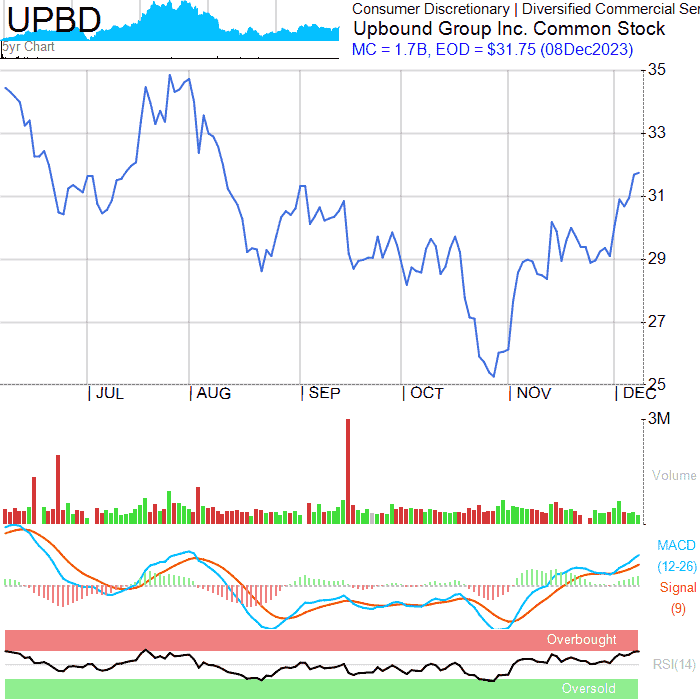 UPBD
5yr Chart
Consumer Discretionary | Diversified Commercial Ser
Upbound Group Inc. Common Stock
MC = 1.7B, EOD = $31.75 (08Dec2023)
35
33
31
29
27
25
JUL AUG SEP OCT NOV DEC
3M
Volume
MACD
(12-26)
Signal
(9)
Overbought
RSI(14)
Oversold